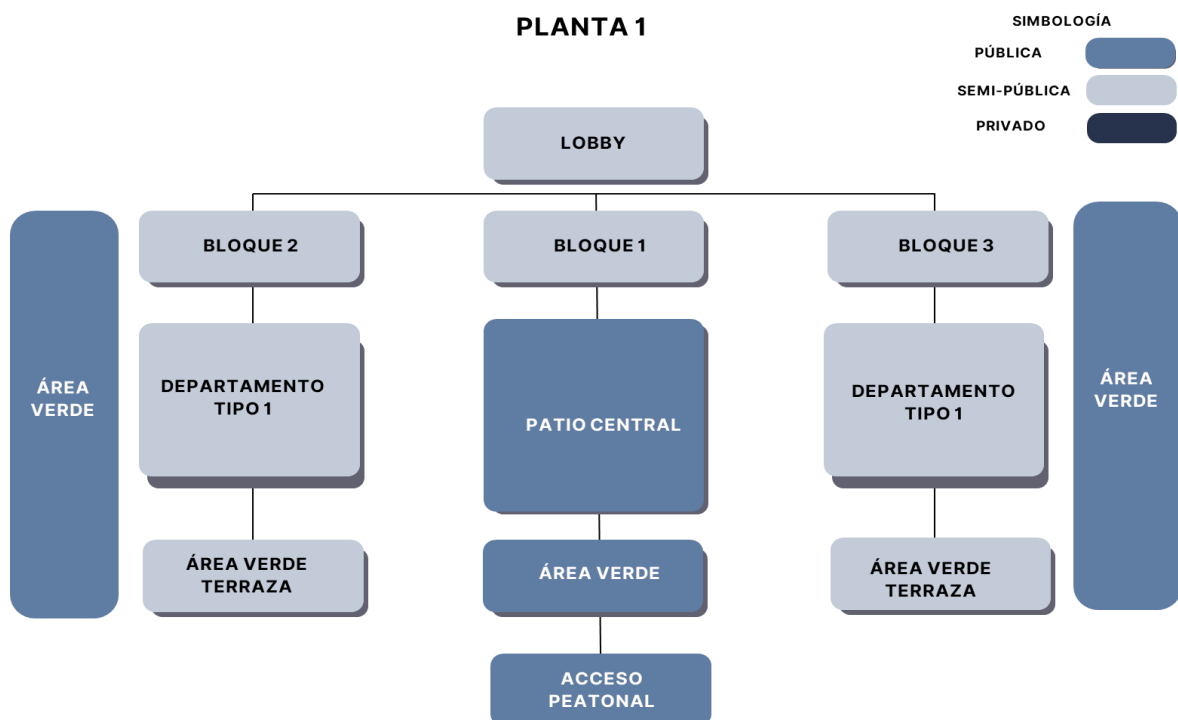 PLANTA 1
SIMBOLOGÍA
PÚBLICA
SEMI-PÚBLICA
PRIVADO
LOBBY
BLOQUE 2
BLOQUE 1
BLOQUE 3
ÁREA
VERDE
DEPARTAMENTO
TIPO 1
PATIO CENTRAL
DEPARTAMENTO
TIPO 1
ÁREA
VERDE
ÁREA VERDE
TERRAZA
ÁREA VERDE
ÁREA VERDE
TERRAZA
ACCESO
PEATONAL